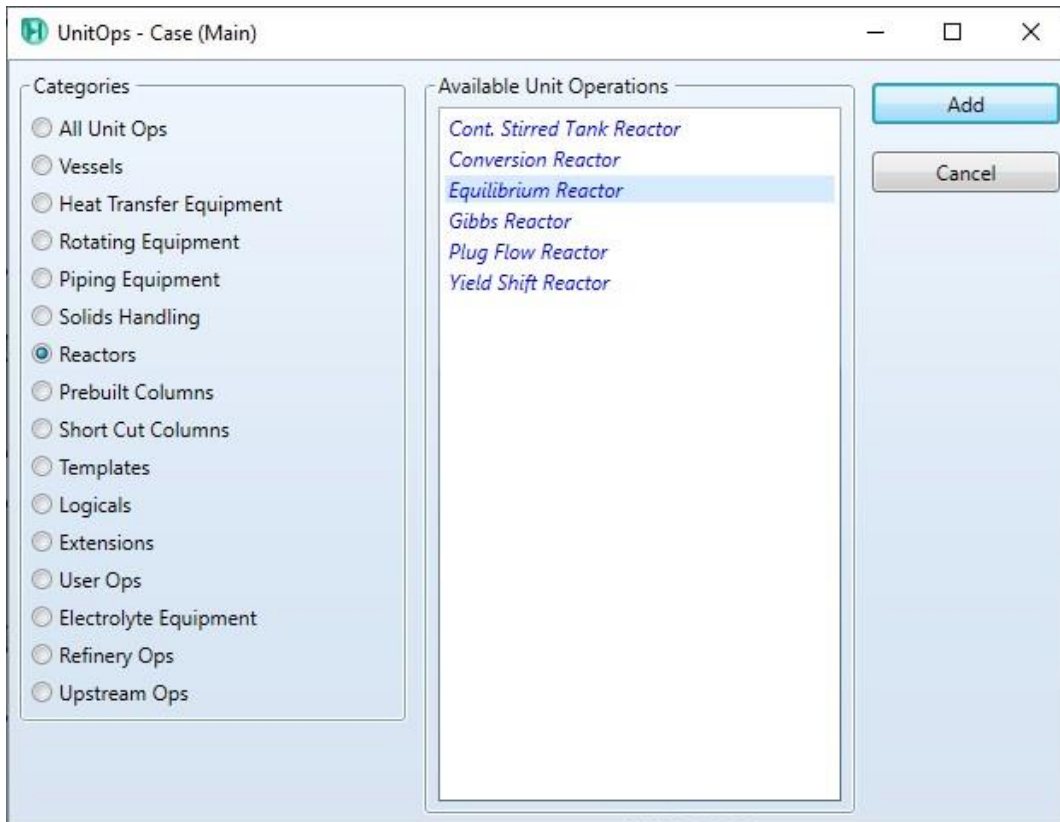 UnitOps - Case (Main)
Categories
All Unit Ops
Vessels
Heat Transfer Equipment
Rotating Equipment
Piping Equipment
Solids Handling
Reactors
Prebuilt Columns
Short Cut Columns
Templates
Logicals
Extensions
User Ops
Electrolyte Equipment
Refinery Ops
Upstream Ops
Available Unit Operations
Cont. Stirred Tank Reactor
Conversion Reactor
Equilibrium Reactor
Gibbs Reactor
Plug Flow Reactor
Yield Shift Reactor
Add
Cancel